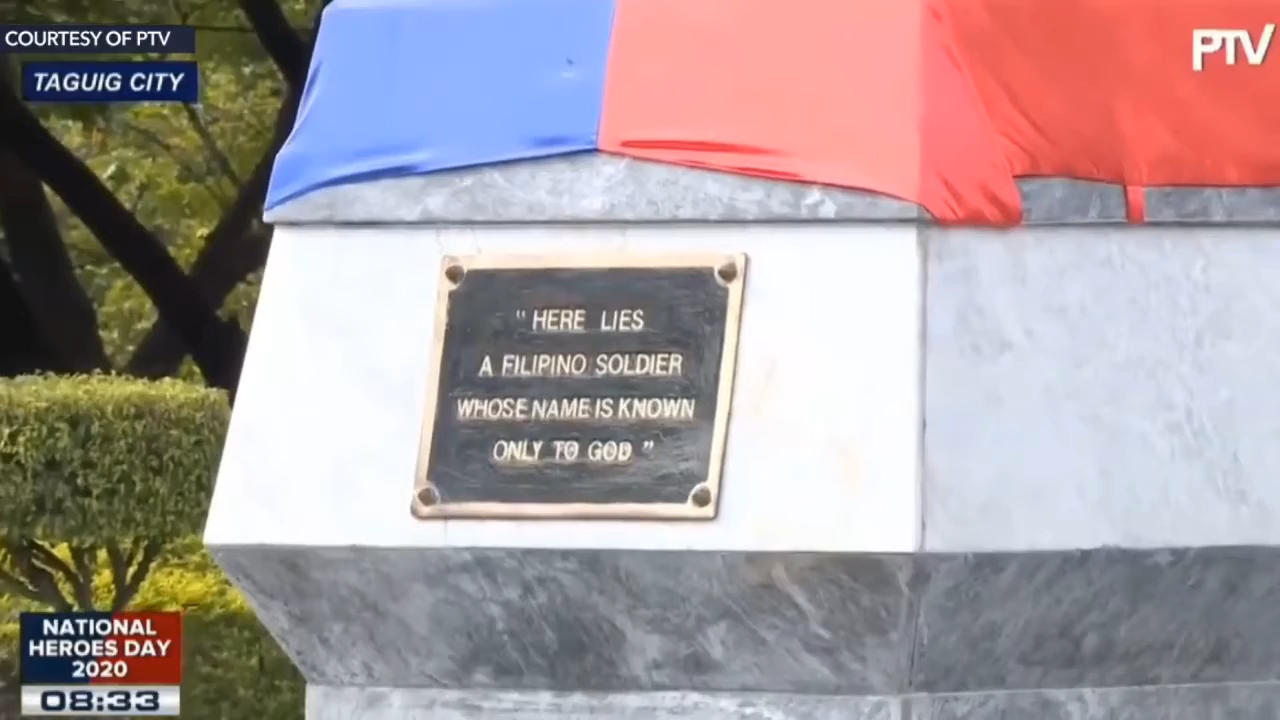 COURTESY OF PTV
PTV
TAGUIG CITY
" HERE LIES
A FILIPINO SOLDIER
WHOSE NAME IS KNOWN
ONLY TO GOD "
NATIONAL
HEROES DAY
2020
08:33